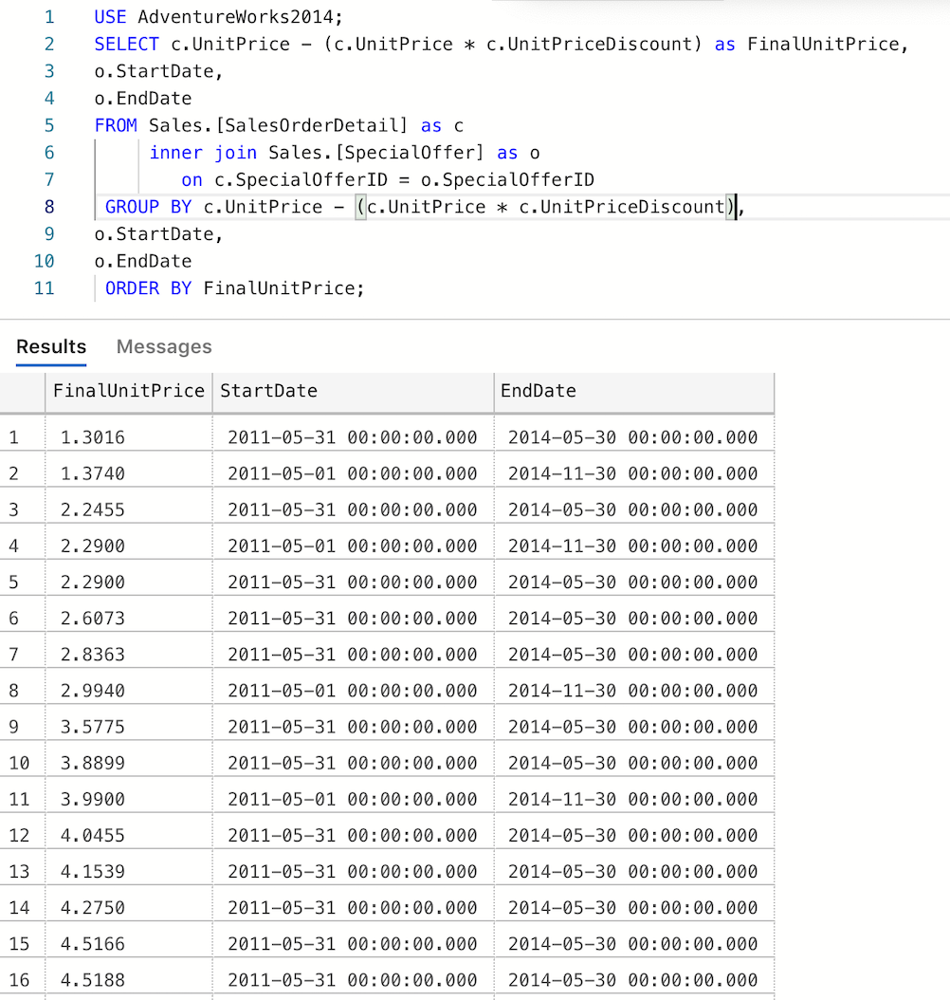 1 USE AdventureWorks2014;
2 SELECT c.UnitPrice - (c.UnitPrice * c.UnitPriceDiscount) as FinalUnitPrice,
3 o.StartDate,
4 o.EndDate
5 FROM Sales.[SalesOrderDetail] as c
6 inner join Sales.[SpecialOffer] as o
7 on c.SpecialOfferID = o.SpecialOfferID
8 GROUP BY c.UnitPrice - (c.UnitPrice * c.UnitPriceDiscount),
9 o.StartDate,
10 o.EndDate
11 ORDER BY FinalUnitPrice;
Results Messages
FinalUnitPrice StartDate EndDate
1 1.3016 2011-05-31 00:00:00.000 2014-05-30 00:00:00.000
2 1.3740 2011-05-01 00:00:00.000 2014-11-30 00:00:00.000
3 2.2455 2011-05-31 00:00:00.000 2014-05-30 00:00:00.000
4 2.2900 2011-05-01 00:00:00.000 2014-11-30 00:00:00.000
5 2.2900 2011-05-31 00:00:00.000 2014-05-30 00:00:00.000
6 2.6073 2011-05-31 00:00:00.000 2014-05-30 00:00:00.000
7 2.8363 2011-05-31 00:00:00.000 2014-05-30 00:00:00.000
8 2.9940 2011-05-01 00:00:00.000 2014-11-30 00:00:00.000
9 3.5775 2011-05-31 00:00:00.000 2014-05-30 00:00:00.000
10 3.8899 2011-05-31 00:00:00.000 2014-05-30 00:00:00.000
11 3.9900 2011-05-01 00:00:00.000 2014-11-30 00:00:00.000
12 4.0455 2011-05-31 00:00:00.000 2014-05-30 00:00:00.000
13 4.1539 2011-05-31 00:00:00.000 2014-05-30 00:00:00.000
14 4.2750 2011-05-31 00:00:00.000 2014-05-30 00:00:00.000
15 4.5166 2011-05-31 00:00:00.000 2014-05-30 00:00:00.000
16 4.5188 2011-05-31 00:00:00.000 2014-05-30 00:00:00.000